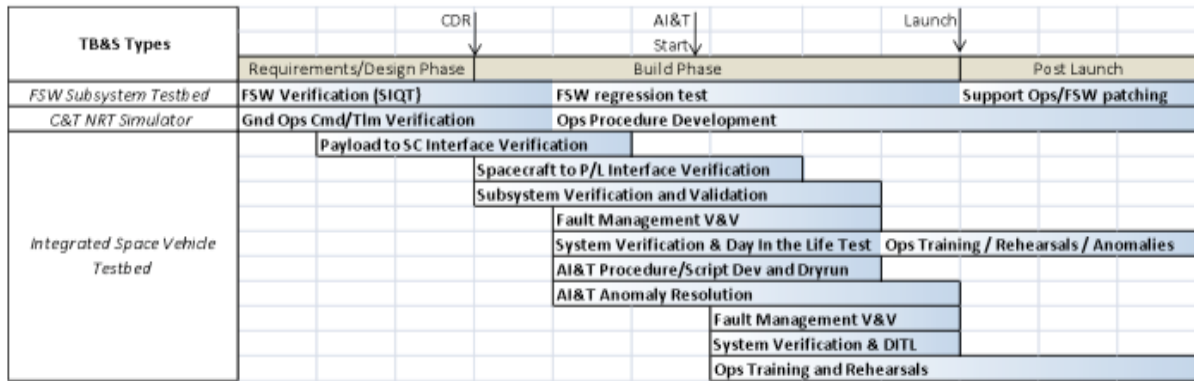 CDR
AI&T
Launch
TB&S Types
Start
Requirements/Design Phase
Build Phase
Post Launch
FSW Subsystem Testbed
FSW Verification (SIQT)
FSW regression test
Support Ops/FSW patching
C&T NRT Simulator
Gnd Ops Cmd/Tlm Verification
Ops Procedure Development
Payload to SC Interface Verification
Spacecraft to P/L Interface Verification
Subsystem Verification and Validation
Fault Management V&V
Integrated Space Vehicle
Testbed
System Verification & Day In the Life Test
Ops Training / Rehearsals / Anomalies
AI&T Procedure/Script Dev and Dryrun
AI&T Anomaly Resolution
Fault Management V&V
System Verification & DITL
Ops Training and Rehearsals